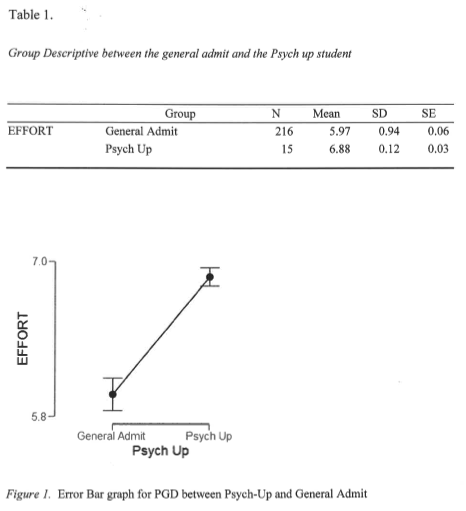 Table 1.
Group Descriptive between the general admit and the Psych up student
Group N Mean SD SE
EFFORT General Admit 216 5.97 0.94 0.06
Psych Up 15 6.88 0.12 0.03
7.0
EFFORT
5.8
General Admit Psych Up
Psych Up
Figure 1. Error Bar graph for PGD between Psych-Up and General Admit